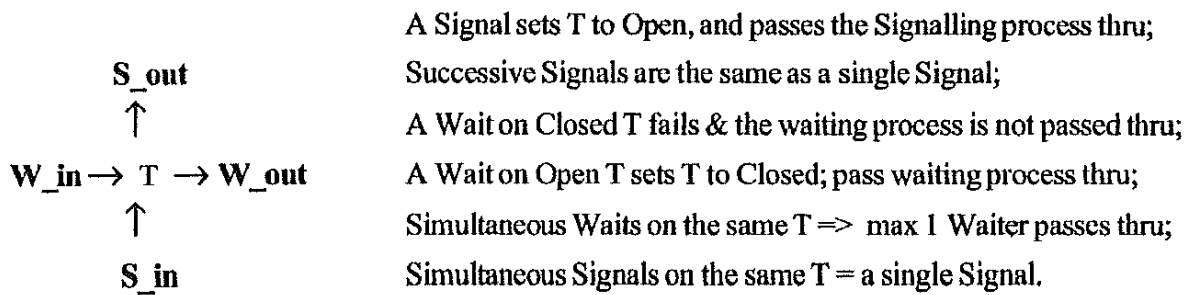 A Signal sets T to Open, and passes the Signalling process thru;
S_out
Successive Signals are the same as a single Signal;
↑
A Wait on Closed T fails & the waiting process is not passed thru;
W_in → T → W_out
A Wait on Open T sets T to Closed; pass waiting process thru;
↑
Simultaneous Waits on the same T => max 1 Waiter passes thru;
S_in
Simultaneous Signals on the same T = a single Signal.